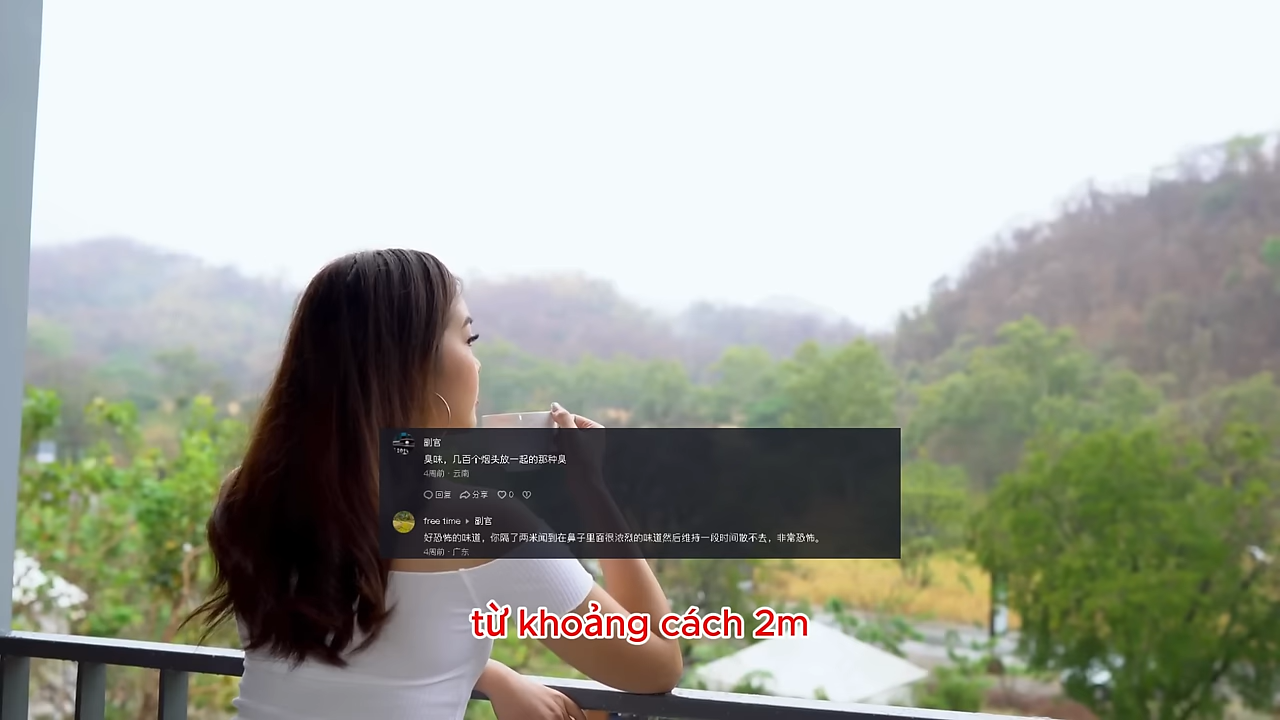 副官
臭味，几百个烟头放一起的那种臭
4周前 · 云南
回复 分享 0
free time ▸ 副官
好恐怖的味道，你隔了两米闻到在鼻子里面很浓烈的味道然后维持一段时间散不去，非常恐怖。
4周前 · 广东
từ khoảng cách 2m